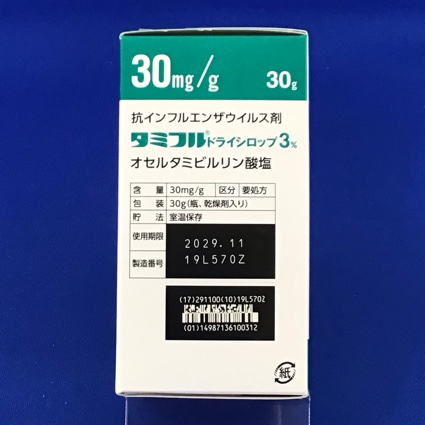 30mg/g 30g
抗インフルエンザウイルス剤
タミフル®ドライシロップ3%
オセルタミビルリン酸塩
含 量 30mg/g 区分 要処方
包 装 30g(瓶、乾燥剤入り)
貯 法 室温保存
使用期限 2029.11
製造番号 19L570Z
(17)291100(10)19L570Z
(01)14987136100312
紙